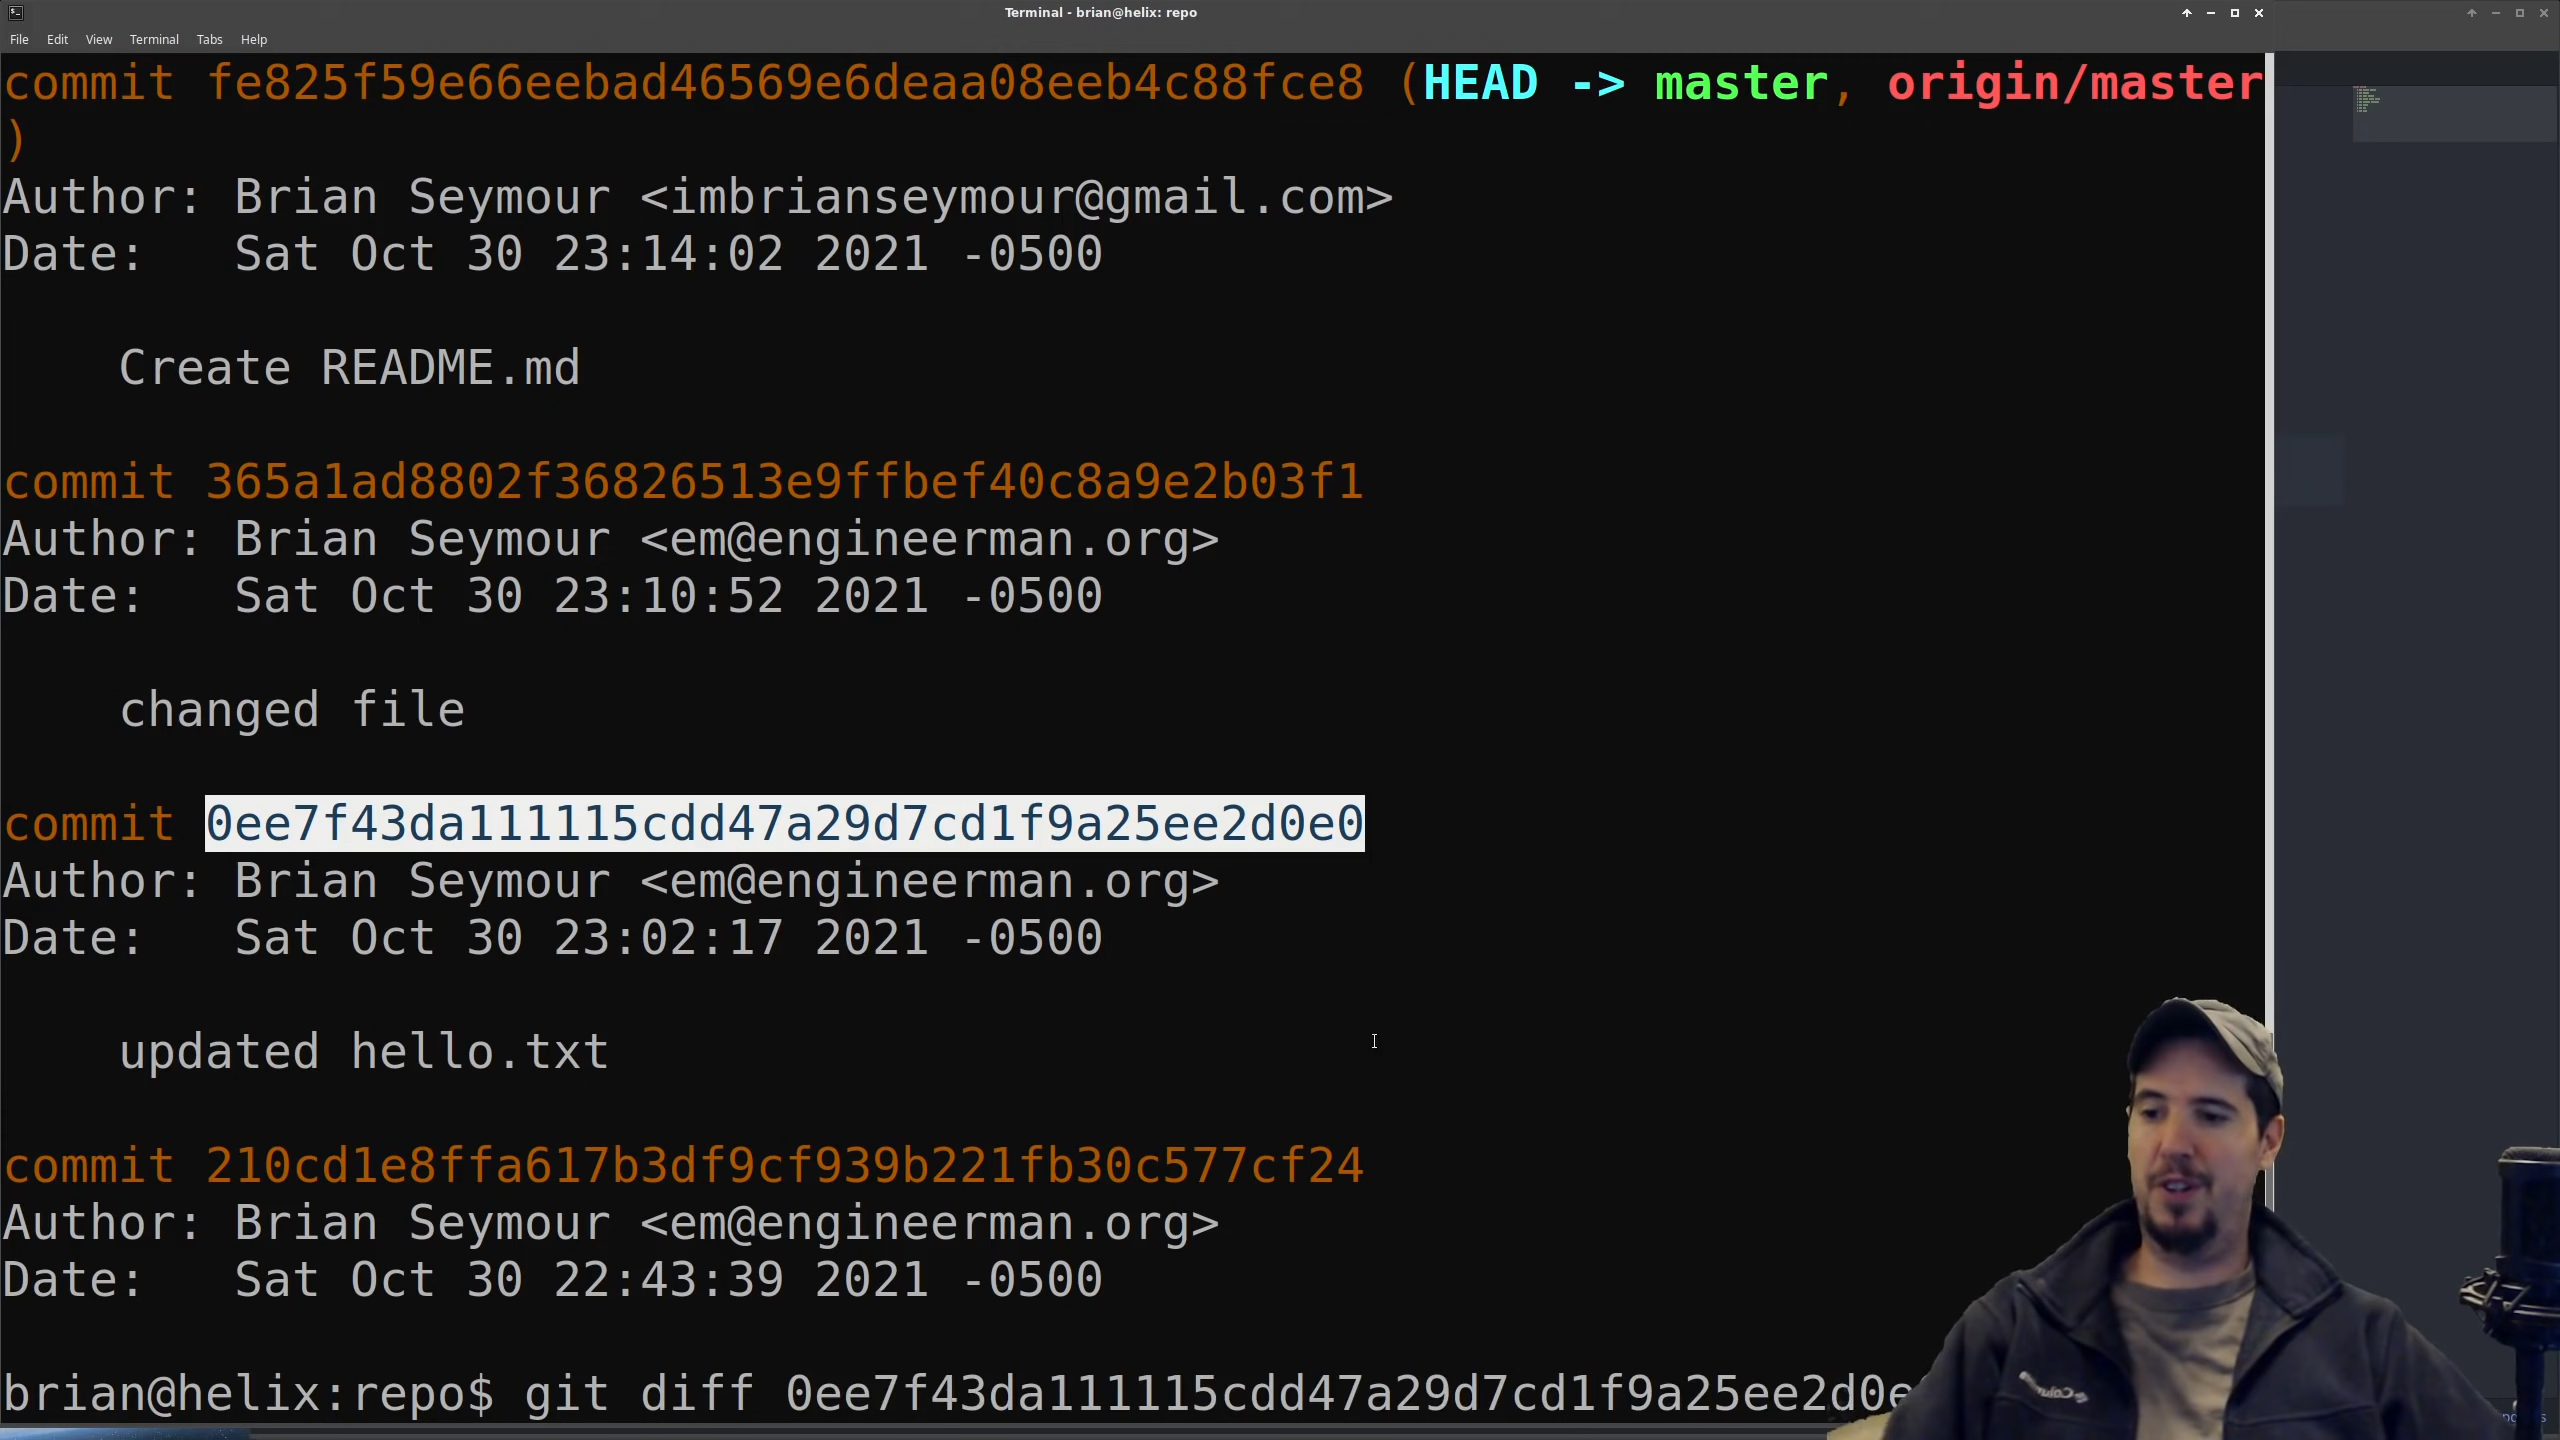 Terminal - brian@helix: repo
File Edit View Terminal Tabs Help
commit fe825f59e66eebad46569e6deaa08eeb4c88fce8 (HEAD -> master, origin/master
)
Author: Brian Seymour <imbrianseymour@gmail.com>
Date:   Sat Oct 30 23:14:02 2021 -0500
Create README.md
commit 365a1ad8802f36826513e9ffbef40c8a9e2b03f1
Author: Brian Seymour <em@engineerman.org>
Date:   Sat Oct 30 23:10:52 2021 -0500
changed file
commit 0ee7f43da111115cdd47a29d7cd1f9a25ee2d0e0
Author: Brian Seymour <em@engineerman.org>
Date:   Sat Oct 30 23:02:17 2021 -0500
updated hello.txt
commit 210cd1e8ffa617b3df9cf939b221fb30c577cf24
Author: Brian Seymour <em@engineerman.org>
Date:   Sat Oct 30 22:43:39 2021 -0500
brian@helix:repo$ git diff 0ee7f43da111115cdd47a29d7cd1f9a25ee2d0e